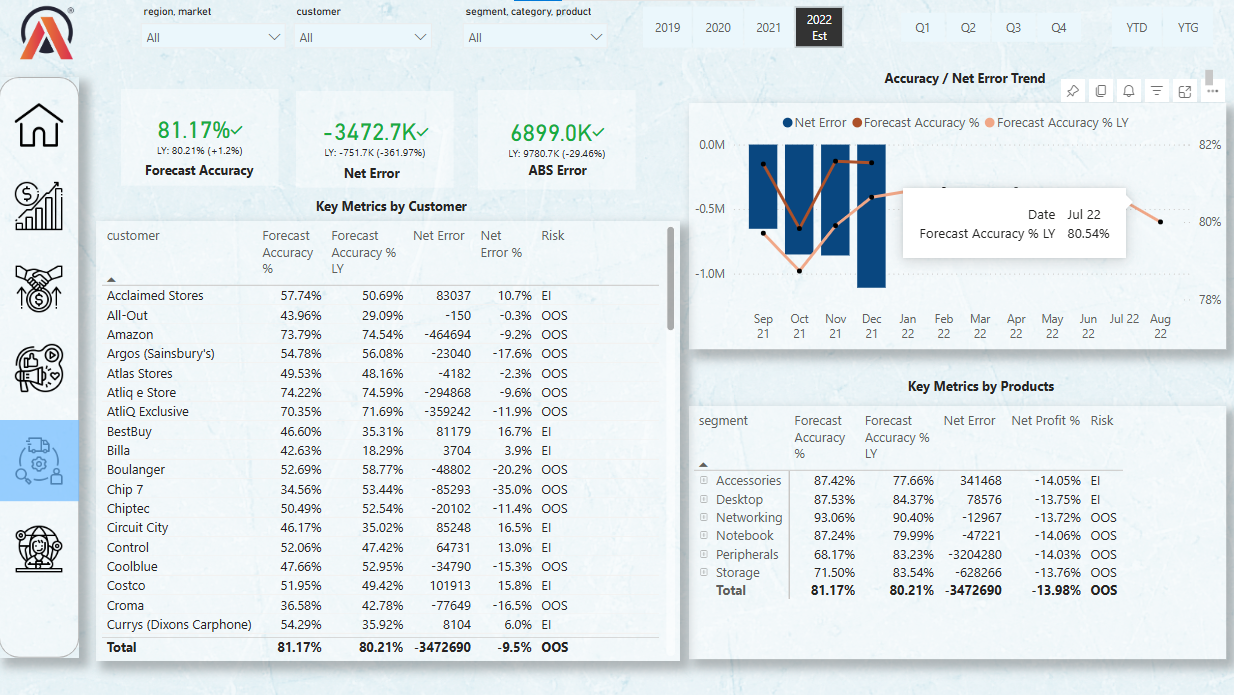 region, market
customer
segment, category, product
All
All
All
2019
2020
2021
2022
Est
Q1
Q2
Q3
Q4
YTD
YTG
81.17%
LY: 80.21% (+1.2%)
Forecast Accuracy
-3472.7K
LY: -751.7K (-361.97%)
Net Error
6899.0K
LY: 9780.7K (-29.46%)
ABS Error
Accuracy / Net Error Trend
Net Error Forecast Accuracy % Forecast Accuracy % LY
0.0M
-0.5M
-1.0M
82%
80%
78%
Date Jul 22
Forecast Accuracy % LY 80.54%
Sep Oct Nov Dec Jan Feb Mar Apr May Jun Jul 22 Aug
21 21 21 21 22 22 22 22 22 22 22
Key Metrics by Customer
customer Forecast Forecast Net Error Net Risk
Accuracy Accuracy % Error %
% LY
Acclaimed Stores 57.74% 50.69% 83037 10.7% EI
All-Out 43.96% 29.09% -150 -0.3% OOS
Amazon 73.79% 74.54% -464694 -9.2% OOS
Argos (Sainsbury's) 54.78% 56.08% -23040 -17.6% OOS
Atlas Stores 49.53% 48.16% -4182 -2.3% OOS
Atliq e Store 74.22% 74.59% -294868 -9.6% OOS
AtliQ Exclusive 70.35% 71.69% -359242 -11.9% OOS
BestBuy 46.60% 35.31% 81179 16.7% EI
Billa 42.63% 18.29% 3704 3.9% EI
Boulanger 52.69% 58.77% -48802 -20.2% OOS
Chip 7 34.56% 53.44% -85293 -35.0% OOS
Chiptec 50.49% 52.54% -20102 -11.4% OOS
Circuit City 46.17% 35.02% 85248 16.5% EI
Control 52.06% 47.42% 64731 13.0% EI
Coolblue 47.66% 52.95% -34790 -15.3% OOS
Costco 51.95% 49.42% 101913 15.8% EI
Croma 36.58% 42.78% -77649 -16.5% OOS
Currys (Dixons Carphone) 54.29% 35.92% 8104 6.0% EI
Total 81.17% 80.21% -3472690 -9.5% OOS
Key Metrics by Products
segment Forecast Forecast Net Error Net Profit % Risk
Accuracy Accuracy %
% LY
Accessories 87.42% 77.66% 341468 -14.05% EI
Desktop 87.53% 84.37% 78576 -13.75% EI
Networking 93.06% 90.40% -12967 -13.72% OOS
Notebook 87.24% 79.99% -47221 -14.06% OOS
Peripherals 68.17% 83.23% -3204280 -14.03% OOS
Storage 71.50% 83.54% -628266 -13.76% OOS
Total 81.17% 80.21% -3472690 -13.98% OOS